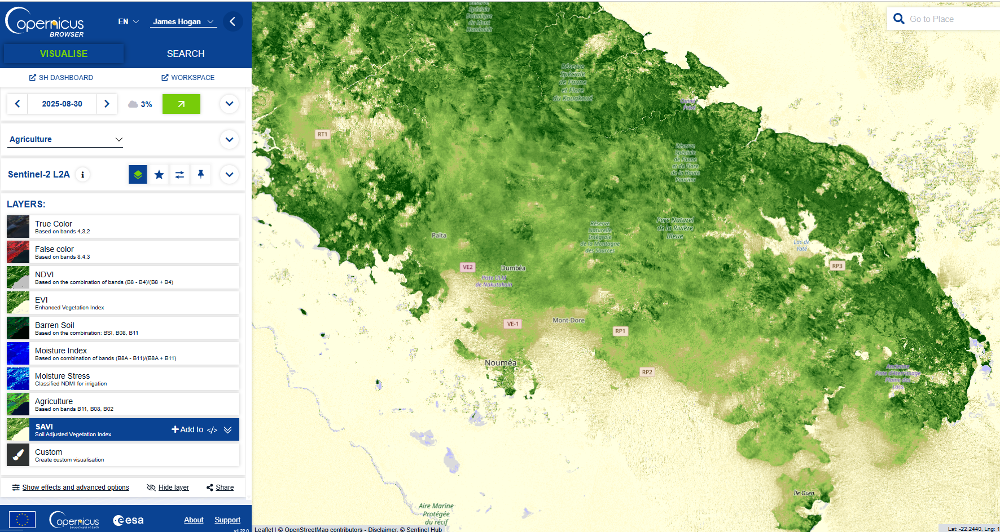 Copernicus
BROWSER
EN
James Hogan
VISUALISE
SEARCH
SH DASHBOARD
WORKSPACE
2025-08-30
3%
Agriculture
Sentinel-2 L2A
LAYERS:
True Color
Based on bands 4,3,2
False color
Based on bands 8,4,3
NDVI
Based on the combination of bands (B8 - B4)/(B8 + B4)
EVI
Enhanced Vegetation Index
Barren Soil
Based on the combination: BSI, B08, B11
Moisture Index
Based on combination of bands (B8A - B11)/(B8A + B11)
Moisture Stress
Classified NDMI for irrigation
Agriculture
Based on bands B11, B08, B02
SAVI
Soil Adjusted Vegetation Index
Add to </>
Custom
Create custom visualisation
Show effects and advanced options
Hide layer
Share
Copernicus
Europe's eyes on Earth
esa
About
Support
v1.22.0
Go to Place
Réserve
Spéciale
Botanique
du Mont
Humboldt
Réserve
Spéciale
de Faune
et Flore
du Kouakoué
Privé
RT1
Réserve
Spéciale
de Faune
et de Flore
de la Haute
Pourina
Parc Naturel
de la Rivière
Bleue
Réserve
Naturelle
Intégrale
de la Montagne
des Sources
Lac de
Yaté
RP3
Païta
VE2
Dumbéa
Piste ULM
de Nakutakoin
VE-1
Mont-Dore
RP1
Nouméa
RP2
Ancienne
Piste d'Atterrissage
Plaine des
Lacs
Île Ouen
Aire Marine
Protégée
du récif
Leaflet | © OpenStreetMap contributors - Disclaimer, © Sentinel Hub
Lat: -22.2440, Lng: 1